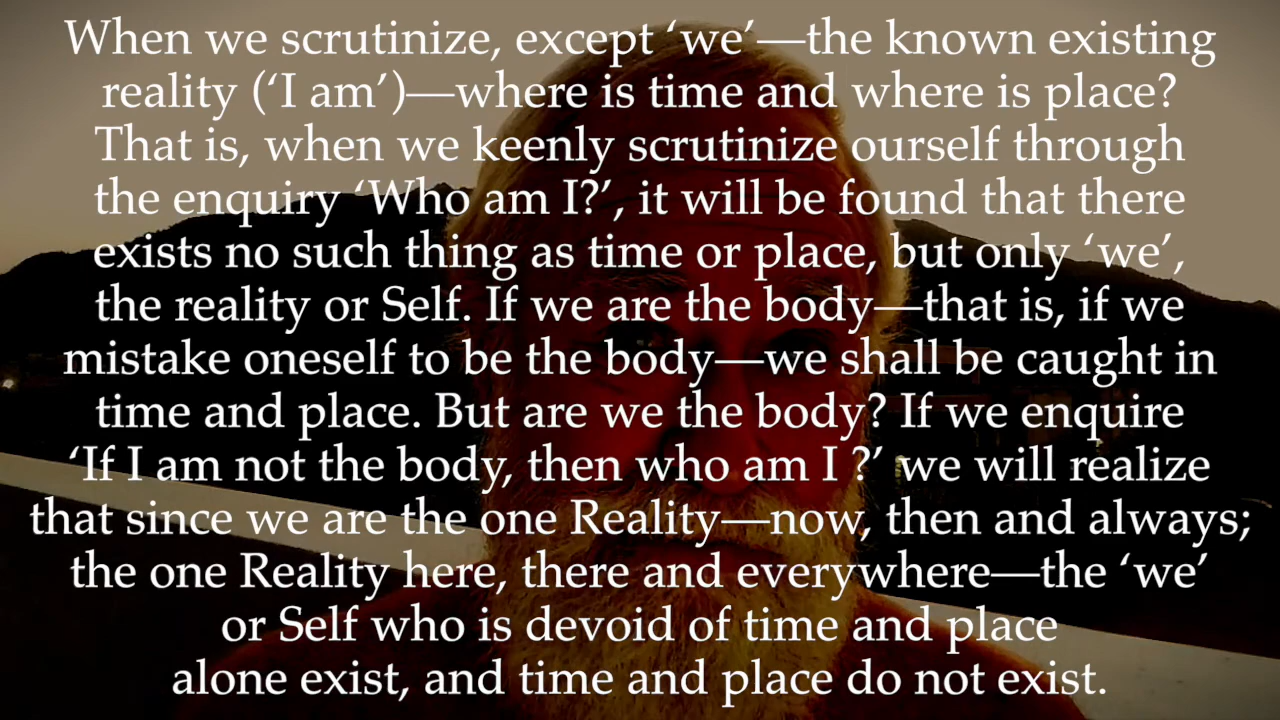 When we scrutinize, except ‘we’—the known existing
reality (‘I am’)—where is time and where is place?
That is, when we keenly scrutinize ourself through
the enquiry ‘Who am I?’, it will be found that there
exists no such thing as time or place, but only ‘we’,
the reality or Self. If we are the body—that is, if we
mistake oneself to be the body—we shall be caught in
time and place. But are we the body? If we enquire
‘If I am not the body, then who am I ?’ we will realize
that since we are the one Reality—now, then and always;
the one Reality here, there and everywhere—the ‘we’
or Self who is devoid of time and place
alone exist, and time and place do not exist.